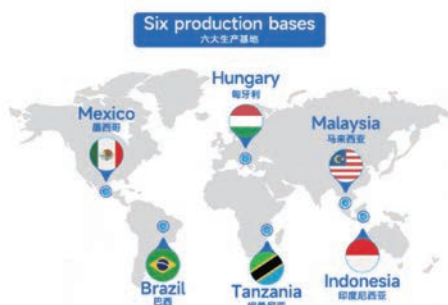 Six production bases
六大生产基地
Hungary
匈牙利
Mexico
墨西哥
Malaysia
马来西亚
Brazil
巴西
Tanzania
Indonesia
印度尼西亚